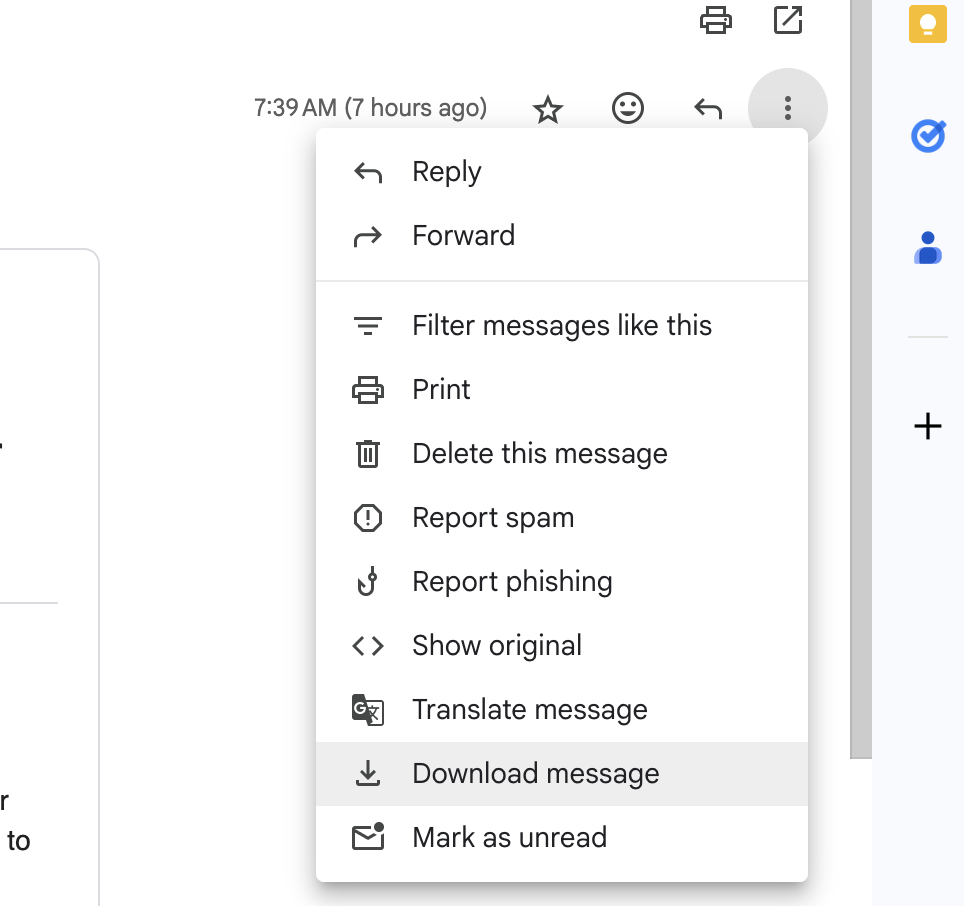 7:39 AM (7 hours ago)
Reply
Forward
Filter messages like this
Print
Delete this message
Report spam
Report phishing
Show original
Translate message
Download message
Mark as unread
r
to